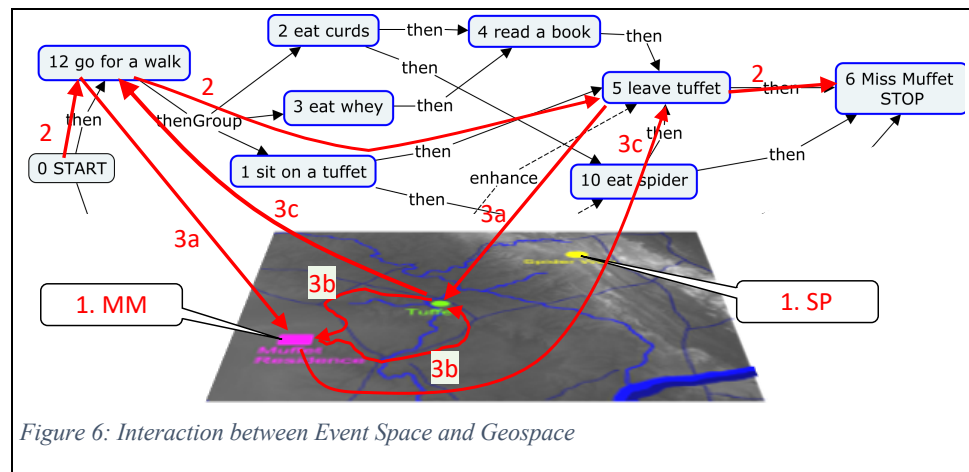 2 eat curds
then
4 read a book
then
12 go for a walk
2
then
5 leave tuffet
2
then
6 Miss Muffet
STOP
3 eat whey
then
2
then
thenGroup
then
3c
then
0 START
1 sit on a tuffet
then
enhance
10 eat spider
then
3a
3c
3a
3b
1. MM
1. SP
Tuffet
Muffet
Residence
3b
Figure 6: Interaction between Event Space and Geospace